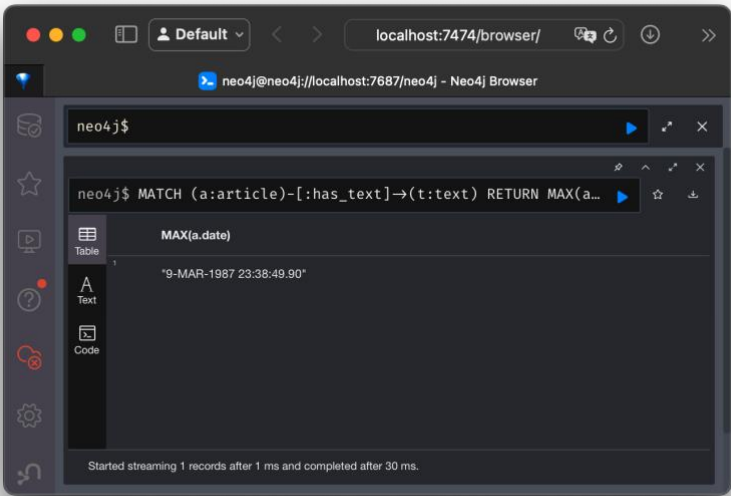 Default
localhost:7474/browser/
neo4j@neo4j://localhost:7687/neo4j - Neo4j Browser
neo4j$
neo4j$ MATCH (a:article)-[:has_text]→(t:text) RETURN MAX(a…
Table
MAX(a.date)
1
"9-MAR-1987 23:38:49.90"
A
Text
Code
Started streaming 1 records after 1 ms and completed after 30 ms.